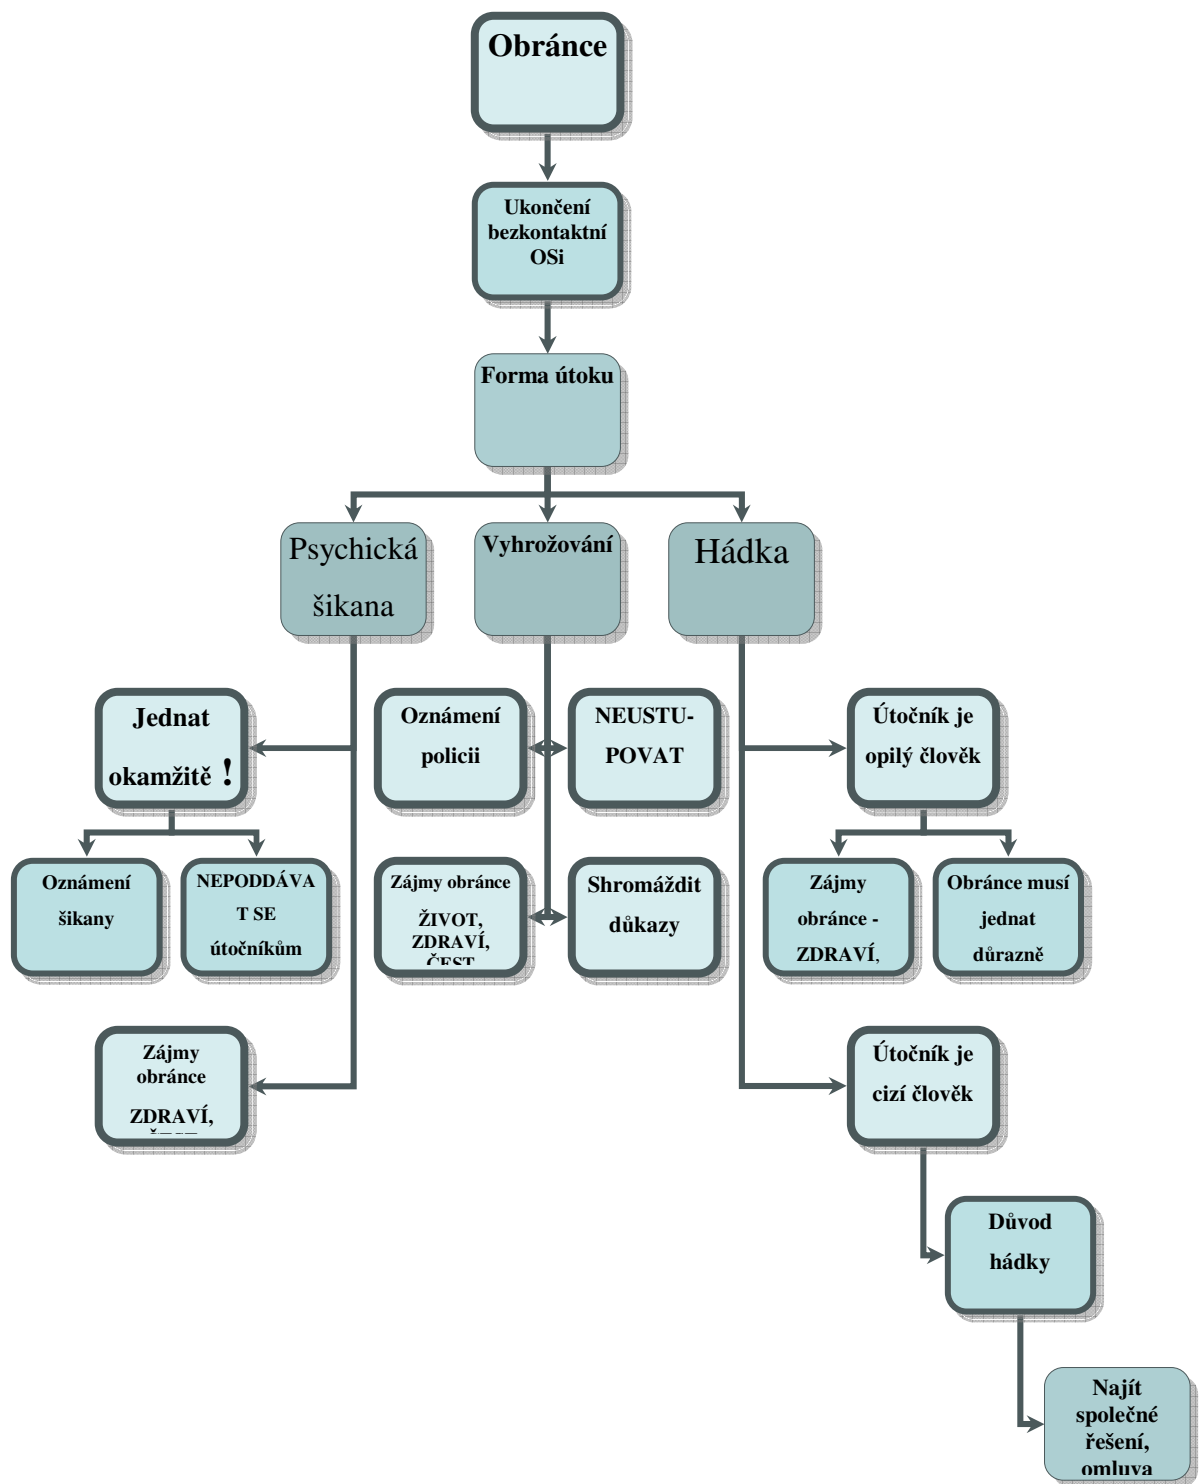 Obránce
Ukončení
bezkontaktní
OSi
Forma útoku
Psychická
šikana
Vyhrožování
Hádka
Jednat
okamžitě !
Oznámení
policii
NEUSTU-
POVAT
Útočník je
opilý člověk
Oznámení
šikany
NEPODDÁVA
T SE
útočníkům
Zájmy obránce
ŽIVOT,
ZDRAVÍ,
ČEST
Shromáždit
důkazy
Zájmy
obránce -
ZDRAVÍ,
Obránce musí
jednat
důrazně
Zájmy
obránce
ZDRAVÍ,
Útočník je
cizí člověk
Důvod
hádky
Najít
společné
řešení,
omluva